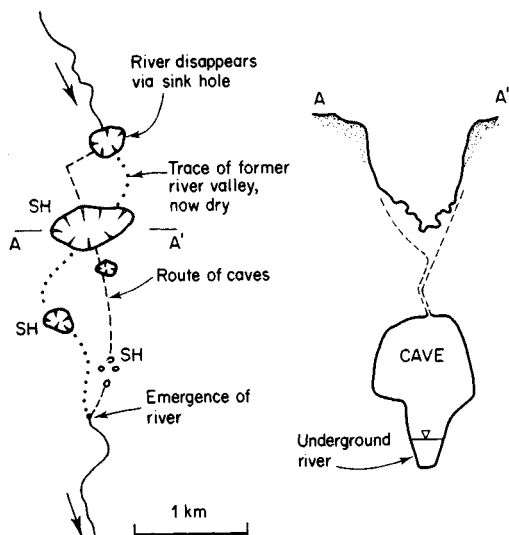 River disappears
via sink hole
Trace of former
river valley,
now dry
SH
A
A'
Route of caves
SH
SH
Emergence of
river
1 km
A
A'
CAVE
Underground
river